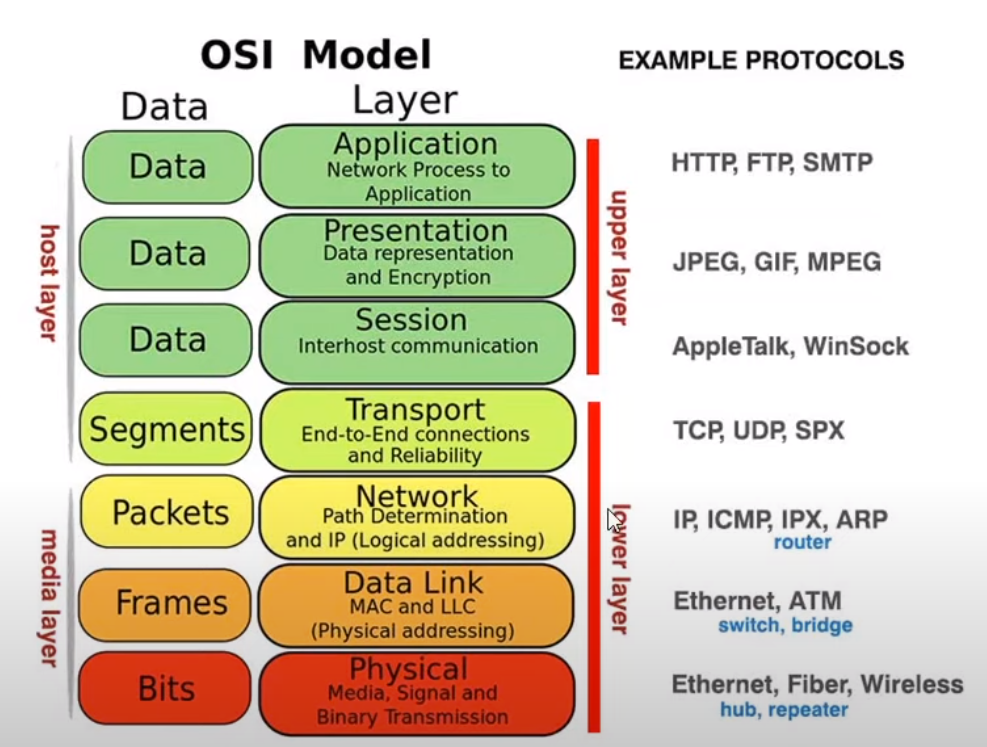 OSI Model
EXAMPLE PROTOCOLS
Data
Layer
host layer
Data
Application
Network Process to
Application
HTTP, FTP, SMTP
upper layer
Data
Presentation
Data representation
and Encryption
JPEG, GIF, MPEG
Data
Session
Interhost communication
AppleTalk, WinSock
Segments
Transport
End-to-End connections
and Reliability
TCP, UDP, SPX
media layer
Packets
Network
Path Determination
and IP (Logical addressing)
IP, ICMP, IPX, ARP
router
lower layer
Frames
Data Link
MAC and LLC
(Physical addressing)
Ethernet, ATM
switch, bridge
Bits
Physical
Media, Signal and
Binary Transmission
Ethernet, Fiber, Wireless
hub, repeater